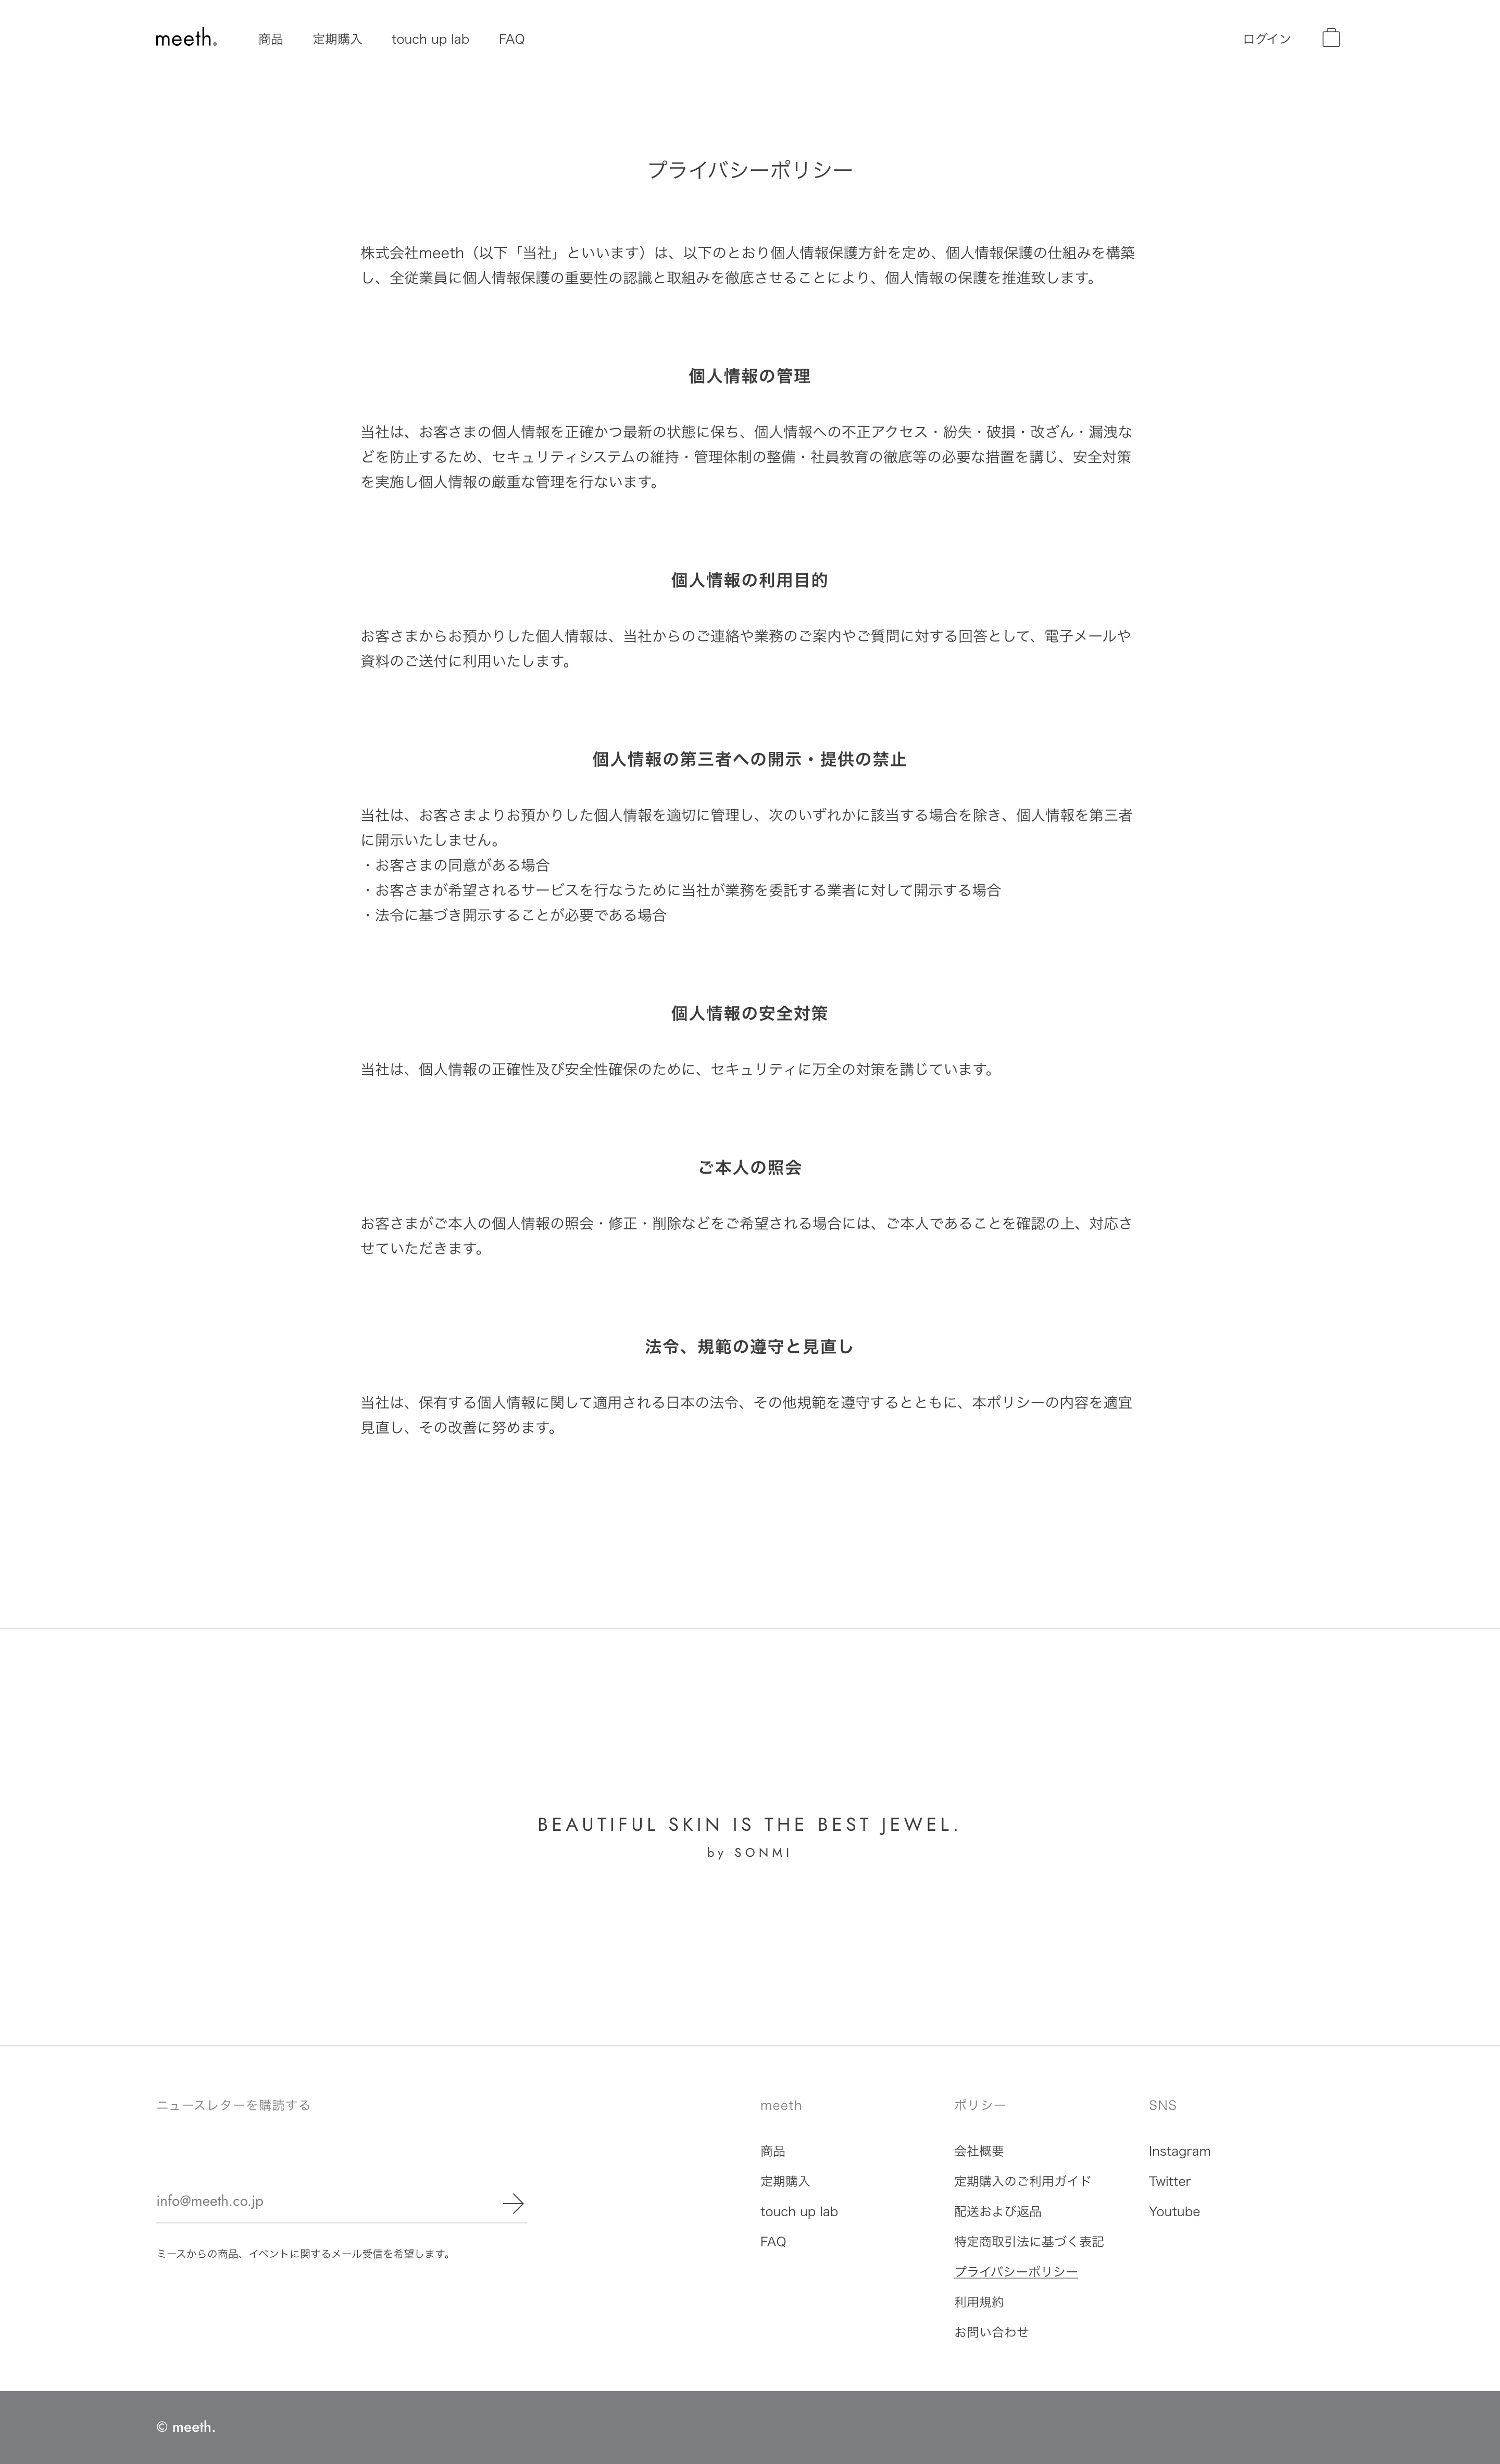 meeth.
商品
定期購入
touch up lab
FAQ
ログイン
プライバシーポリシー
株式会社meeth（以下「当社」といいます）は、以下のとおり個人情報保護方針を定め、個人情報保護の仕組みを構築
し、全従業員に個人情報保護の重要性の認識と取組みを徹底させることにより、個人情報の保護を推進致します。
個人情報の管理
当社は、お客さまの個人情報を正確かつ最新の状態に保ち、個人情報への不正アクセス・紛失・破損・改ざん・漏洩な
どを防止するため、セキュリティシステムの維持・管理体制の整備・社員教育の徹底等の必要な措置を講じ、安全対策
を実施し個人情報の厳重な管理を行ないます。
個人情報の利用目的
お客さまからお預かりした個人情報は、当社からのご連絡や業務のご案内やご質問に対する回答として、電子メールや
資料のご送付に利用いたします。
個人情報の第三者への開示・提供の禁止
当社は、お客さまよりお預かりした個人情報を適切に管理し、次のいずれかに該当する場合を除き、個人情報を第三者
に開示いたしません。
・お客さまの同意がある場合
・お客さまが希望されるサービスを行なうために当社が業務を委託する業者に対して開示する場合
・法令に基づき開示することが必要である場合
個人情報の安全対策
当社は、個人情報の正確性及び安全性確保のために、セキュリティに万全の対策を講じています。
ご本人の照会
お客さまがご本人の個人情報の照会・修正・削除などをご希望される場合には、ご本人であることを確認の上、対応さ
せていただきます。
法令、規範の遵守と見直し
当社は、保有する個人情報に関して適用される日本の法令、その他規範を遵守するとともに、本ポリシーの内容を適宜
見直し、その改善に努めます。
BEAUTIFUL SKIN IS THE BEST JEWEL.
by SONMI
ニュースレターを購読する
info@meeth.co.jp
ミースからの商品、イベントに関するメール受信を希望します。
meeth
商品
定期購入
touch up lab
FAQ
ポリシー
会社概要
定期購入のご利用ガイド
配送および返品
特定商取引法に基づく表記
プライバシーポリシー
利用規約
お問い合わせ
SNS
Instagram
Twitter
Youtube
© meeth.